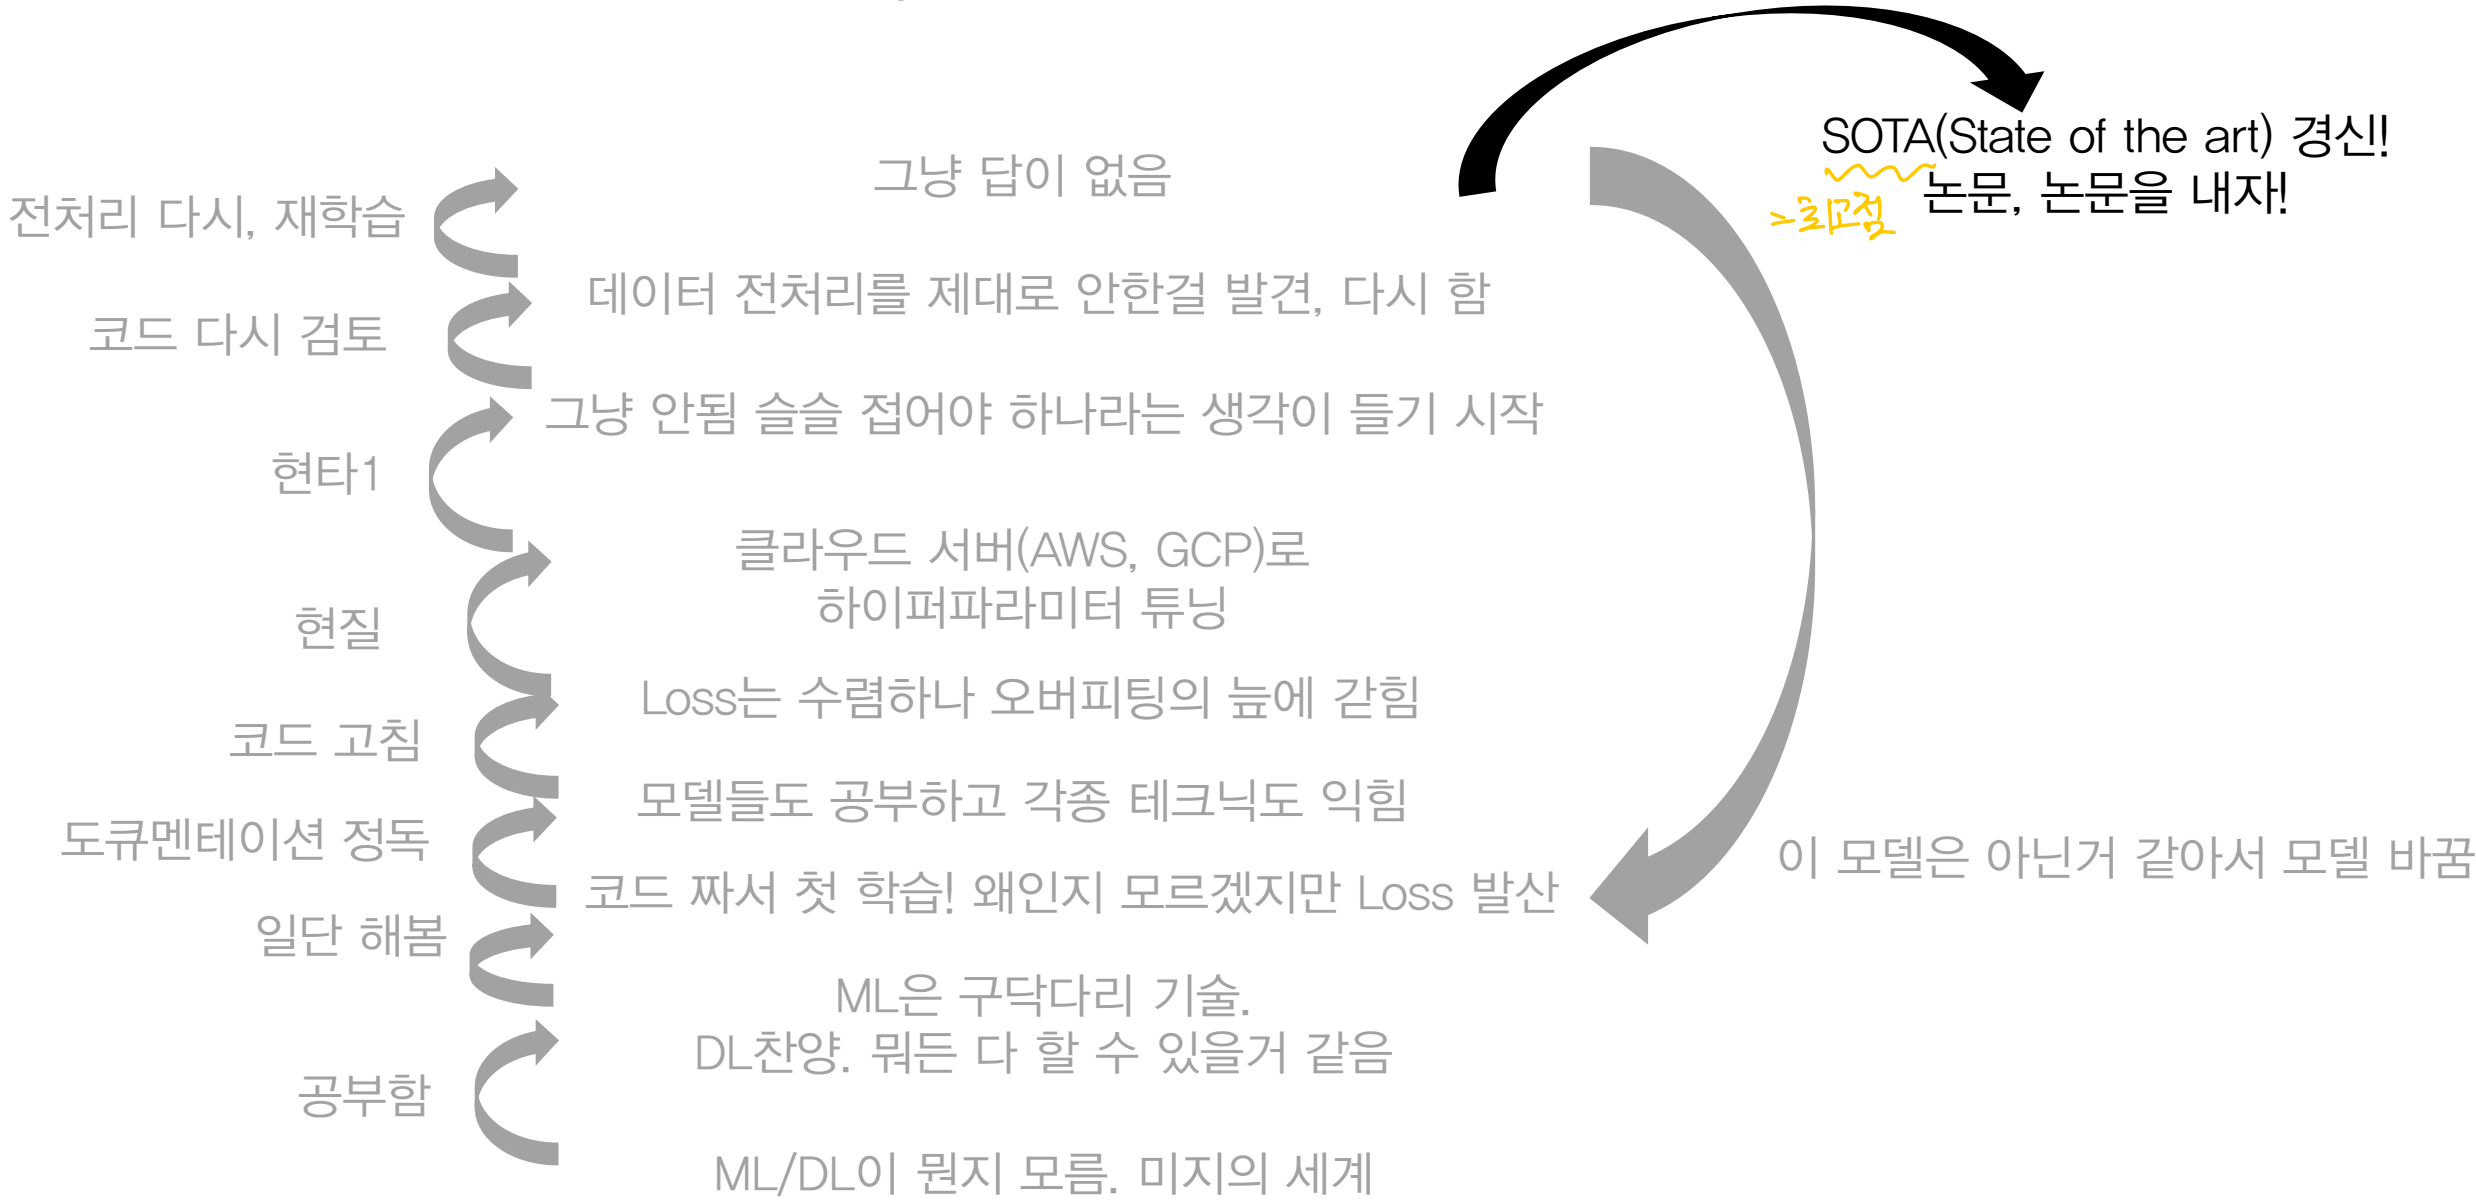 SOTA(State of the art) 경신!
논문, 논문을 내자!
그냥 답이 없음
전처리 다시, 재학습
데이터 전처리를 제대로 안한걸 발견, 다시 함
코드 다시 검토
그냥 안됨 슬슬 접어야 하나라는 생각이 들기 시작
현타1
클라우드 서버(AWS, GCP)로
하이퍼파라미터 튜닝
현질
Loss는 수렴하나 오버피팅의 늪에 갇힘
코드 고침
모델들도 공부하고 각종 테크닉도 익힘
도큐멘테이션 정독
이 모델은 아닌거 같아서 모델 바꿈
코드 짜서 첫 학습! 왜인지 모르겠지만 Loss 발산
일단 해봄
ML은 구닥다리 기술.
DL찬양. 뭐든 다 할 수 있을거 같음
공부함
ML/DL이 뭔지 모름. 미지의 세계